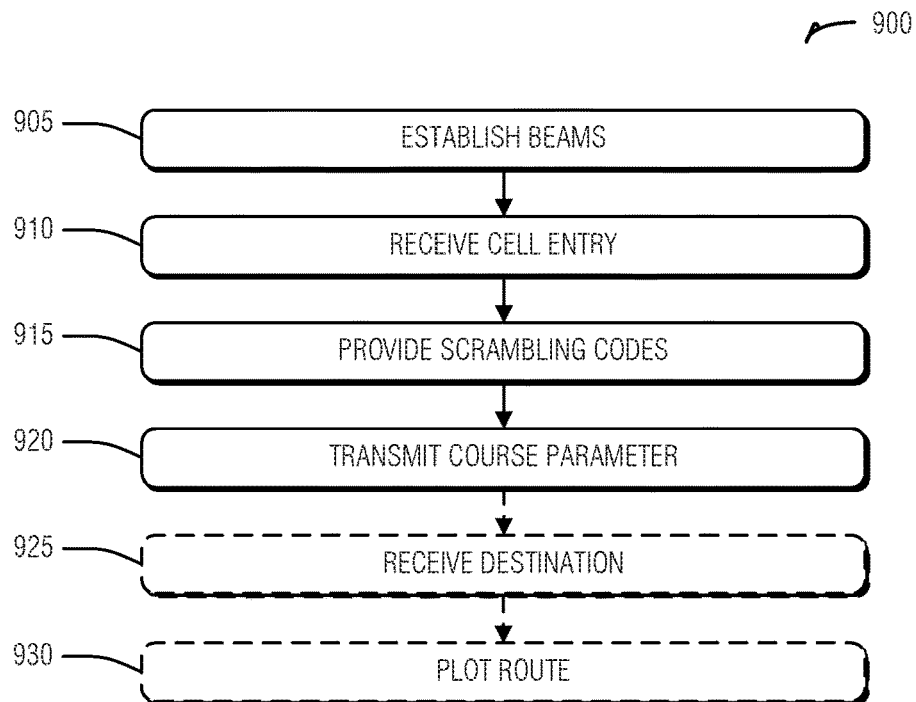 900
905 ESTABLISH BEAMS
910 RECEIVE CELL ENTRY
915 PROVIDE SCRAMBLING CODES
920 TRANSMIT COURSE PARAMETER
925 RECEIVE DESTINATION
930 PLOT ROUTE